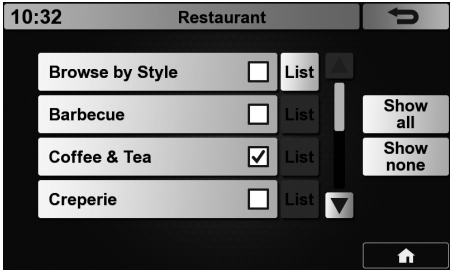 10:32 Restaurant
Browse by Style List
Barbecue List
Show all
Coffee & Tea List
Show none
Creperie List